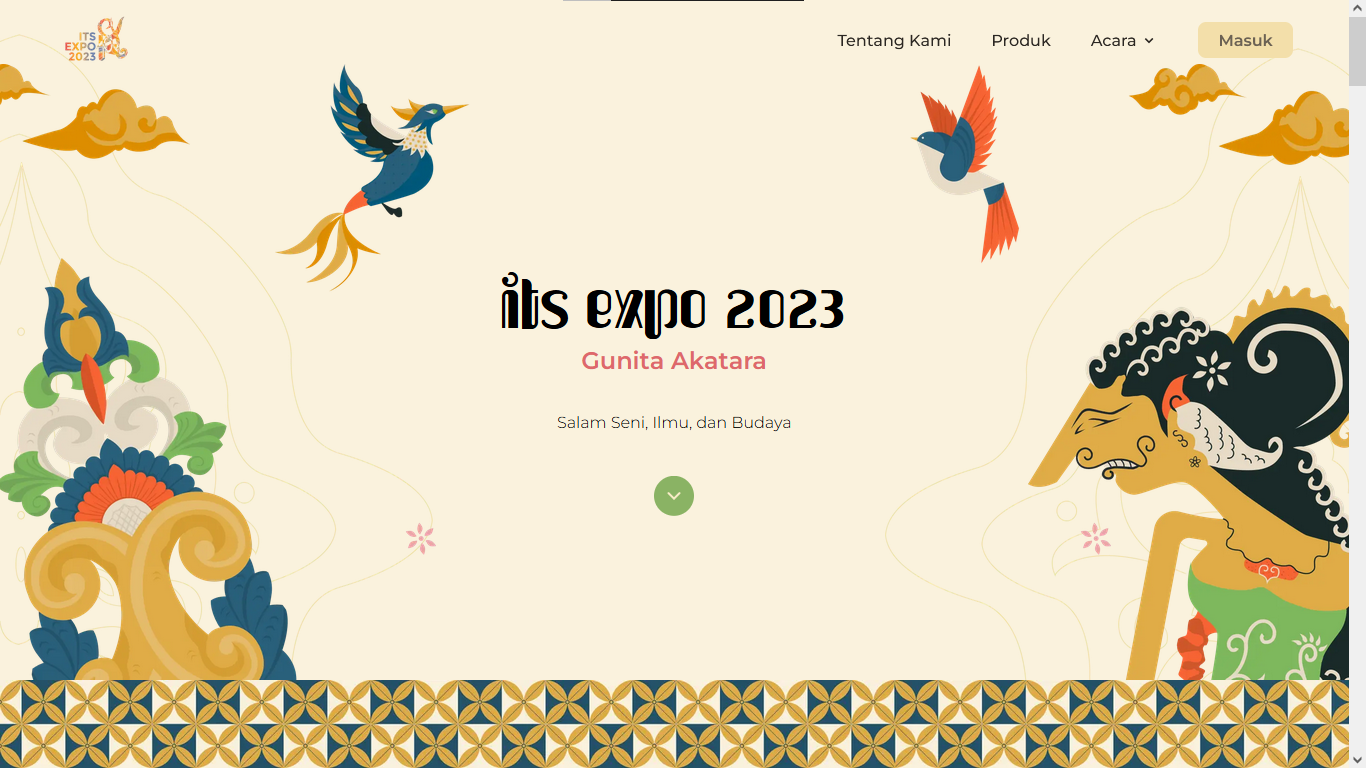 ITS
EXPO
2023
Tentang Kami
Produk
Acara
Masuk
its expo 2023
Gunita Akatara
Salam Seni, Ilmu, dan Budaya